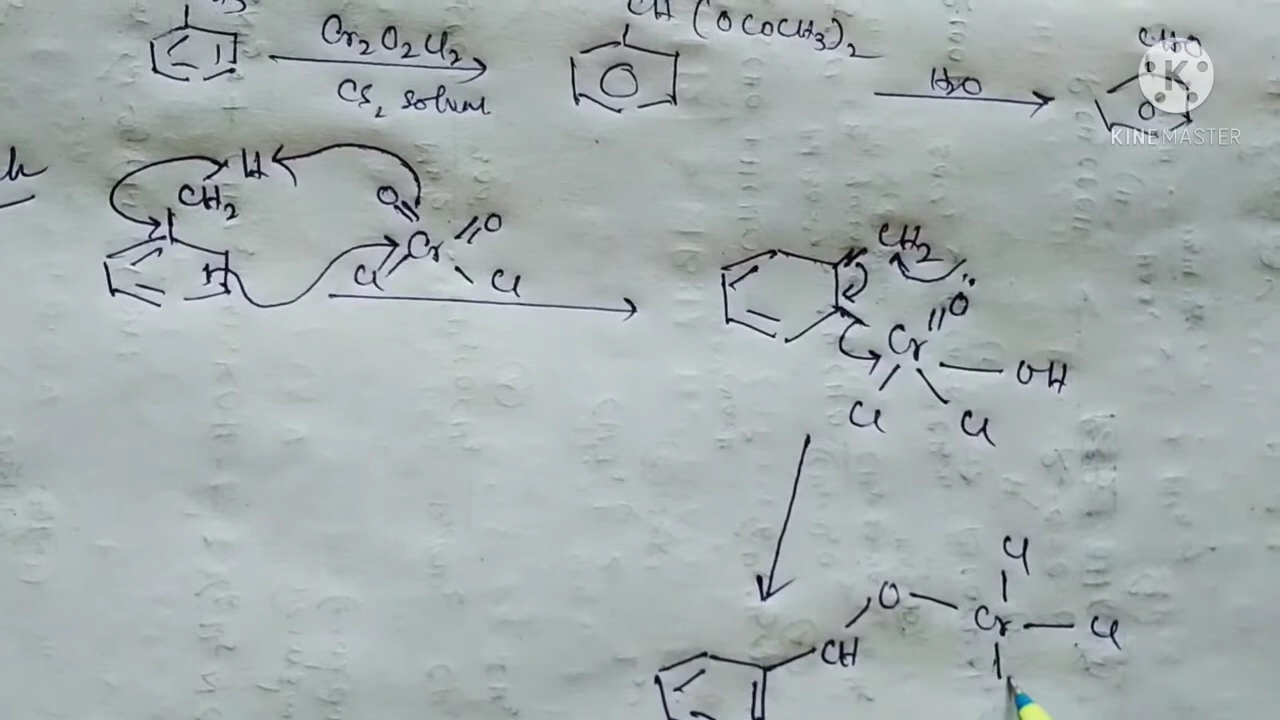 Cr2O2Cl2
CS2 solvent
CH(OCOCH3)2
H2O
CHO
K
KINEMASTER
H
CH2
O
O
Cr
Cl
Cl
H
CH2
O
Cr
OH
Cl
Cl
Cl
O
Cr
Cl
CH